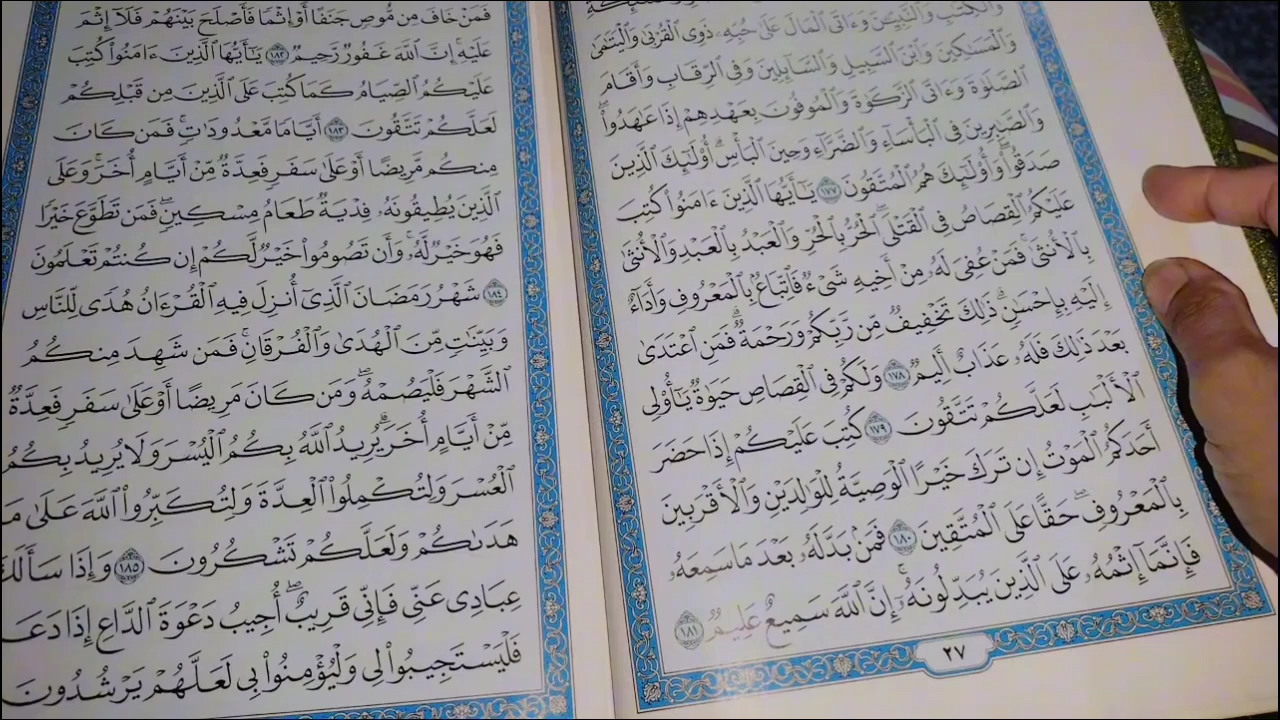 وَالْكِتَٰبِ وَالنَّبِيِّۦنَ وَءَاتَى الْمَالَ عَلَىٰ حُبِّهِۦ ذَوِى الْقُرْبَىٰ وَالْيَتَٰمَىٰ
وَالْمَسَٰكِينَ وَابْنَ السَّبِيلِ وَالسَّآئِلِينَ وَفِى الرِّقَابِ وَأَقَامَ
الصَّلَوٰةَ وَءَاتَى الزَّكَوٰةَ وَالْمُوفُونَ بِعَهْدِهِمْ إِذَا عَٰهَدُوا۟ ۖ
وَالصَّٰبِرِينَ فِى الْبَأْسَآءِ وَالضَّرَّآءِ وَحِينَ الْبَأْسِ ۗ أُو۟لَٰٓئِكَ الَّذِينَ
صَدَقُوا۟ ۖ وَأُو۟لَٰٓئِكَ هُمُ الْمُتَّقُونَ ١٧٧ يَٰٓأَيُّهَا الَّذِينَ ءَامَنُوا۟ كُتِبَ
عَلَيْكُمُ الْقِصَاصُ فِى الْقَتْلَى ۖ الْحُرُّ بِالْحُرِّ وَالْعَبْدُ بِالْعَبْدِ وَالْأُنثَىٰ
بِالْأُنثَىٰ ۚ فَمَنْ عُفِىَ لَهُۥ مِنْ أَخِيهِ شَىْءٌ فَاتِّبَاعٌۢ بِالْمَعْرُوفِ وَأَدَآءٌ
إِلَيْهِ بِإِحْسَٰنٍ ۗ ذَٰلِكَ تَخْفِيفٌ مِّن رَّبِّكُمْ وَرَحْمَةٌ ۗ فَمَنِ اعْتَدَىٰ
بَعْدَ ذَٰلِكَ فَلَهُۥ عَذَابٌ أَلِيمٌ ١٧٨ وَلَكُمْ فِى الْقِصَاصِ حَيَوٰةٌ يَٰٓأُو۟لِى
الْأَلْبَٰبِ لَعَلَّكُمْ تَتَّقُونَ ١٧٩ كُتِبَ عَلَيْكُمْ إِذَا حَضَرَ
أَحَدَكُمُ الْمَوْتُ إِن تَرَكَ خَيْرًا الْوَصِيَّةُ لِلْوَٰلِدَيْنِ وَالْأَقْرَبِينَ
بِالْمَعْرُوفِ ۖ حَقًّا عَلَى الْمُتَّقِينَ ١٨٠ فَمَنۢ بَدَّلَهُۥ بَعْدَ مَا سَمِعَهُۥ
فَإِنَّمَآ إِثْمُهُۥ عَلَى الَّذِينَ يُبَدِّلُونَهُۥٓ ۚ إِنَّ اللَّهَ سَمِيعٌ عَلِيمٌ ١٨١
٢٧
فَمَنْ خَافَ مِن مُّوصٍ جَنَفًا أَوْ إِثْمًا فَأَصْلَحَ بَيْنَهُمْ فَلَآ إِثْمَ
عَلَيْهِ ۚ إِنَّ اللَّهَ غَفُورٌ رَّحِيمٌ ١٨٢ يَٰٓأَيُّهَا الَّذِينَ ءَامَنُوا۟ كُتِبَ
عَلَيْكُمُ الصِّيَامُ كَمَا كُتِبَ عَلَى الَّذِينَ مِن قَبْلِكُمْ
لَعَلَّكُمْ تَتَّقُونَ ١٨٣ أَيَّامًا مَّعْدُودَٰتٍ ۚ فَمَن كَانَ
مِنكُم مَّرِيضًا أَوْ عَلَىٰ سَفَرٍ فَعِدَّةٌ مِّنْ أَيَّامٍ أُخَرَ ۚ وَعَلَى
الَّذِينَ يُطِيقُونَهُۥ فِدْيَةٌ طَعَامُ مِسْكِينٍ ۖ فَمَن تَطَوَّعَ خَيْرًا
فَهُوَ خَيْرٌ لَّهُۥ ۚ وَأَن تَصُومُوا۟ خَيْرٌ لَّكُمْ ۖ إِن كُنتُمْ تَعْلَمُونَ
١٨٤ شَهْرُ رَمَضَانَ الَّذِىٓ أُنزِلَ فِيهِ الْقُرْءَانُ هُدًى لِّلنَّاسِ
وَبَيِّنَٰتٍ مِّنَ الْهُدَىٰ وَالْفُرْقَانِ ۚ فَمَن شَهِدَ مِنكُمُ
الشَّهْرَ فَلْيَصُمْهُ ۖ وَمَن كَانَ مَرِيضًا أَوْ عَلَىٰ سَفَرٍ فَعِدَّةٌ
مِّنْ أَيَّامٍ أُخَرَ ۗ يُرِيدُ اللَّهُ بِكُمُ الْيُسْرَ وَلَا يُرِيدُ بِكُمُ
الْعُسْرَ وَلِتُكْمِلُوا۟ الْعِدَّةَ وَلِتُكَبِّرُوا۟ اللَّهَ عَلَىٰ مَا
هَدَىٰكُمْ وَلَعَلَّكُمْ تَشْكُرُونَ ١٨٥ وَإِذَا سَأَلَكَ
عِبَادِى عَنِّى فَإِنِّى قَرِيبٌ ۖ أُجِيبُ دَعْوَةَ الدَّاعِ إِذَا دَعَا
فَلْيَسْتَجِيبُوا۟ لِى وَلْيُؤْمِنُوا۟ بِى لَعَلَّهُمْ يَرْشُدُونَ